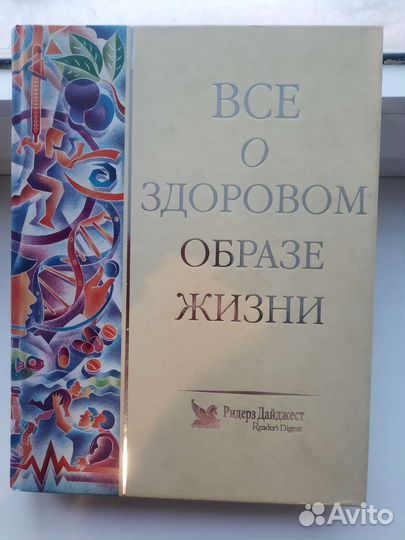 ВСЕ
О
ЗДОРОВОМ
ОБРАЗЕ
ЖИЗНИ
Ридерз Дайджест
Reader's Digest
Avito